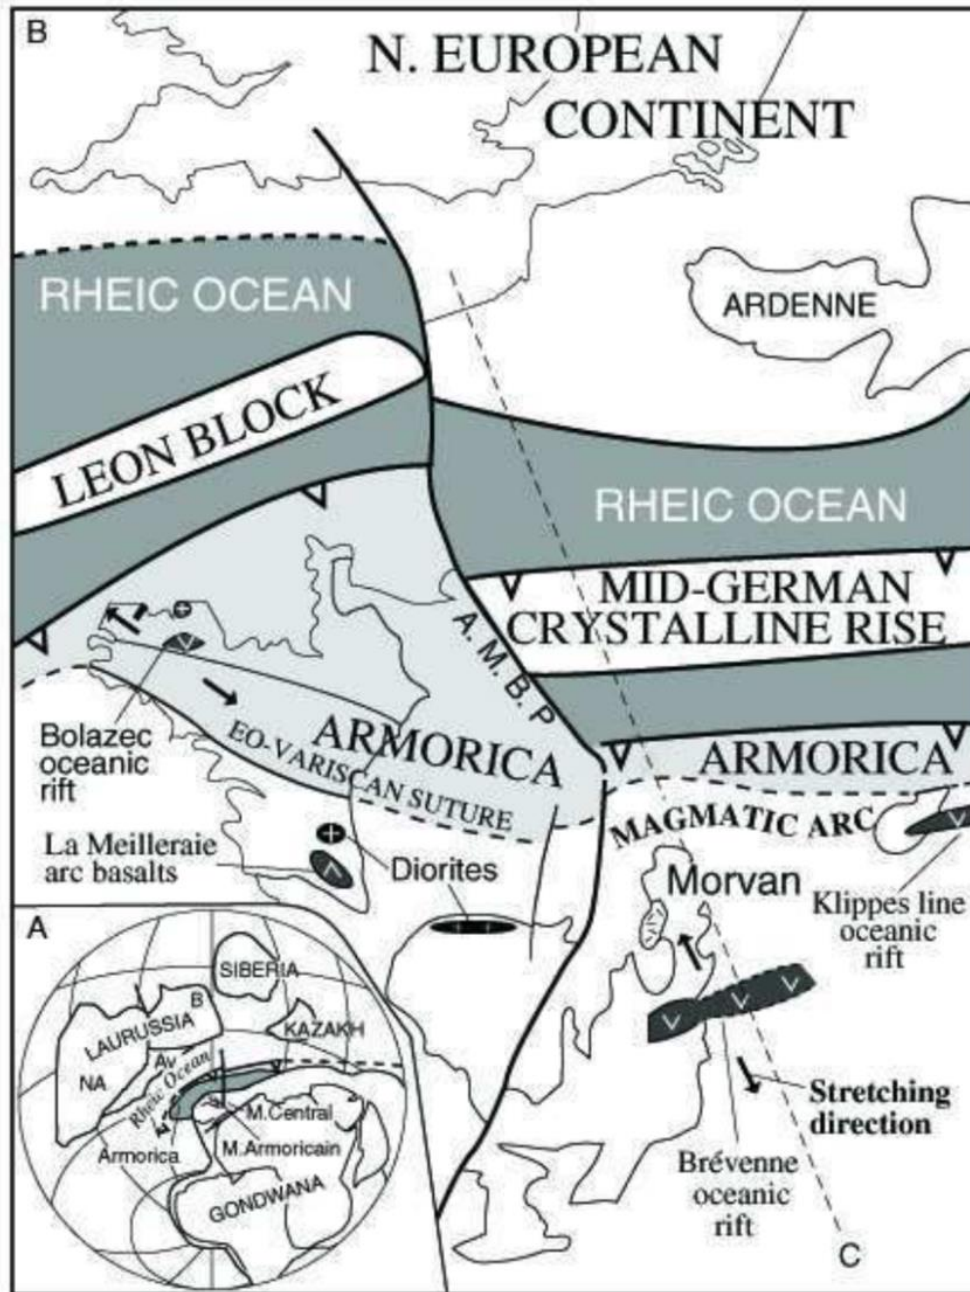 B
N. EUROPEAN
CONTINENT
RHEIC OCEAN
ARDENNE
LEON BLOCK
RHEIC OCEAN
MID-GERMAN
CRYSTALLINE RISE
A. M. B. P
Bolazec
oceanic
rift
ARMORICA
EO-VARISCAN SUTURE
ARMORICA
MAGMATIC ARC
La Meilleraie
arc basalts
Diorites
Morvan
Klippes line
oceanic
rift
Stretching
direction
Brévenne
oceanic
rift
C
A
SIBERIA
B
LAURUSSIA
KAZAKH
NA
Av
Rheic Ocean
M.Central
Armorica
M.Armoricain
GONDWANA